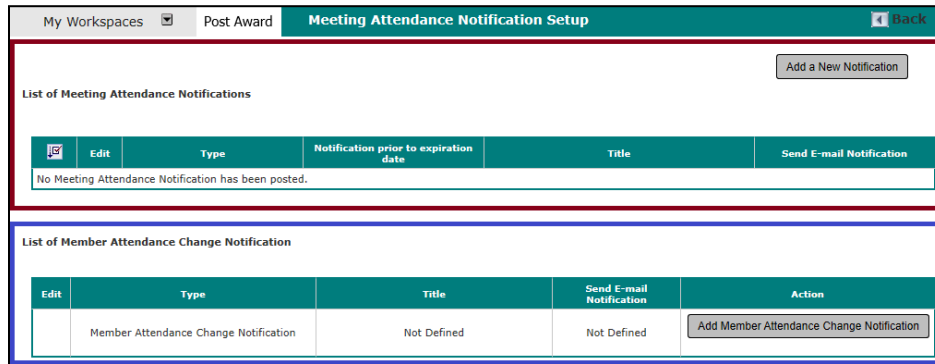 My Workspaces Post Award Meeting Attendance Notification Setup Back
Add a New Notification
List of Meeting Attendance Notifications
Edit Type Notification prior to expiration date Title Send E-mail Notification
No Meeting Attendance Notification has been posted.
List of Member Attendance Change Notification
Edit Type Title Send E-mail Notification Action
Member Attendance Change Notification Not Defined Not Defined Add Member Attendance Change Notification